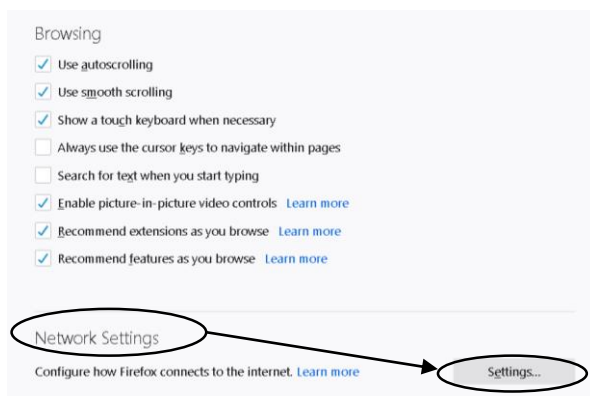 Browsing
Use autoscrolling
Use smooth scrolling
Show a touch keyboard when necessary
Always use the cursor keys to navigate within pages
Search for text when you start typing
Enable picture-in-picture video controls Learn more
Recommend extensions as you browse Learn more
Recommend features as you browse Learn more
Network Settings
Configure how Firefox connects to the internet. Learn more Settings...